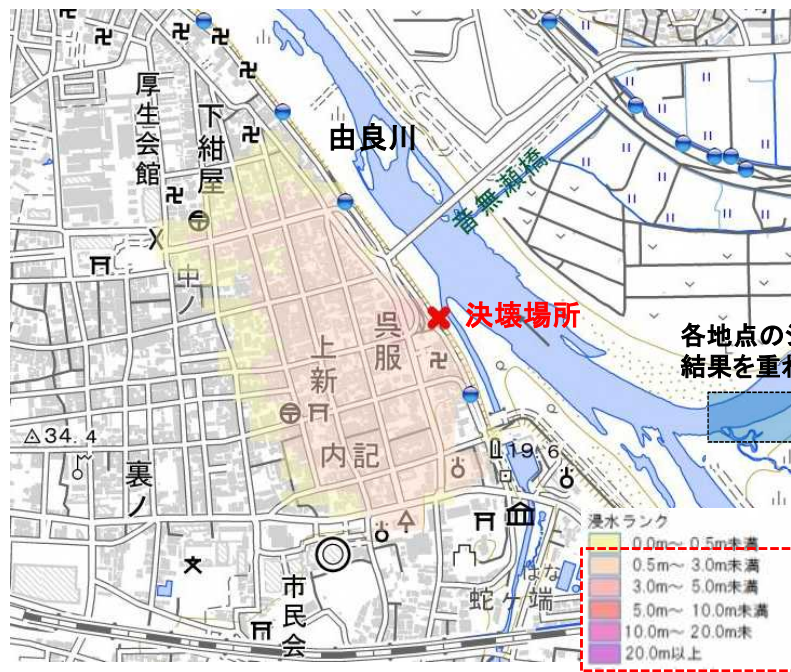 厚生会館
下紺屋
由良川
音無瀬橋
中ノ
呉服
決壊場所
上新
各地点の
結果を重
34.4
内記
19.6
裏ノ
浸水ランク
0.0m～ 0.5m未満
0.5m～ 3.0m未満
3.0m～ 5.0m未満
5.0m～ 10.0m未満
10.0m～ 20.0m未
20.0m以上
市民会
蛇ヶ端
はな